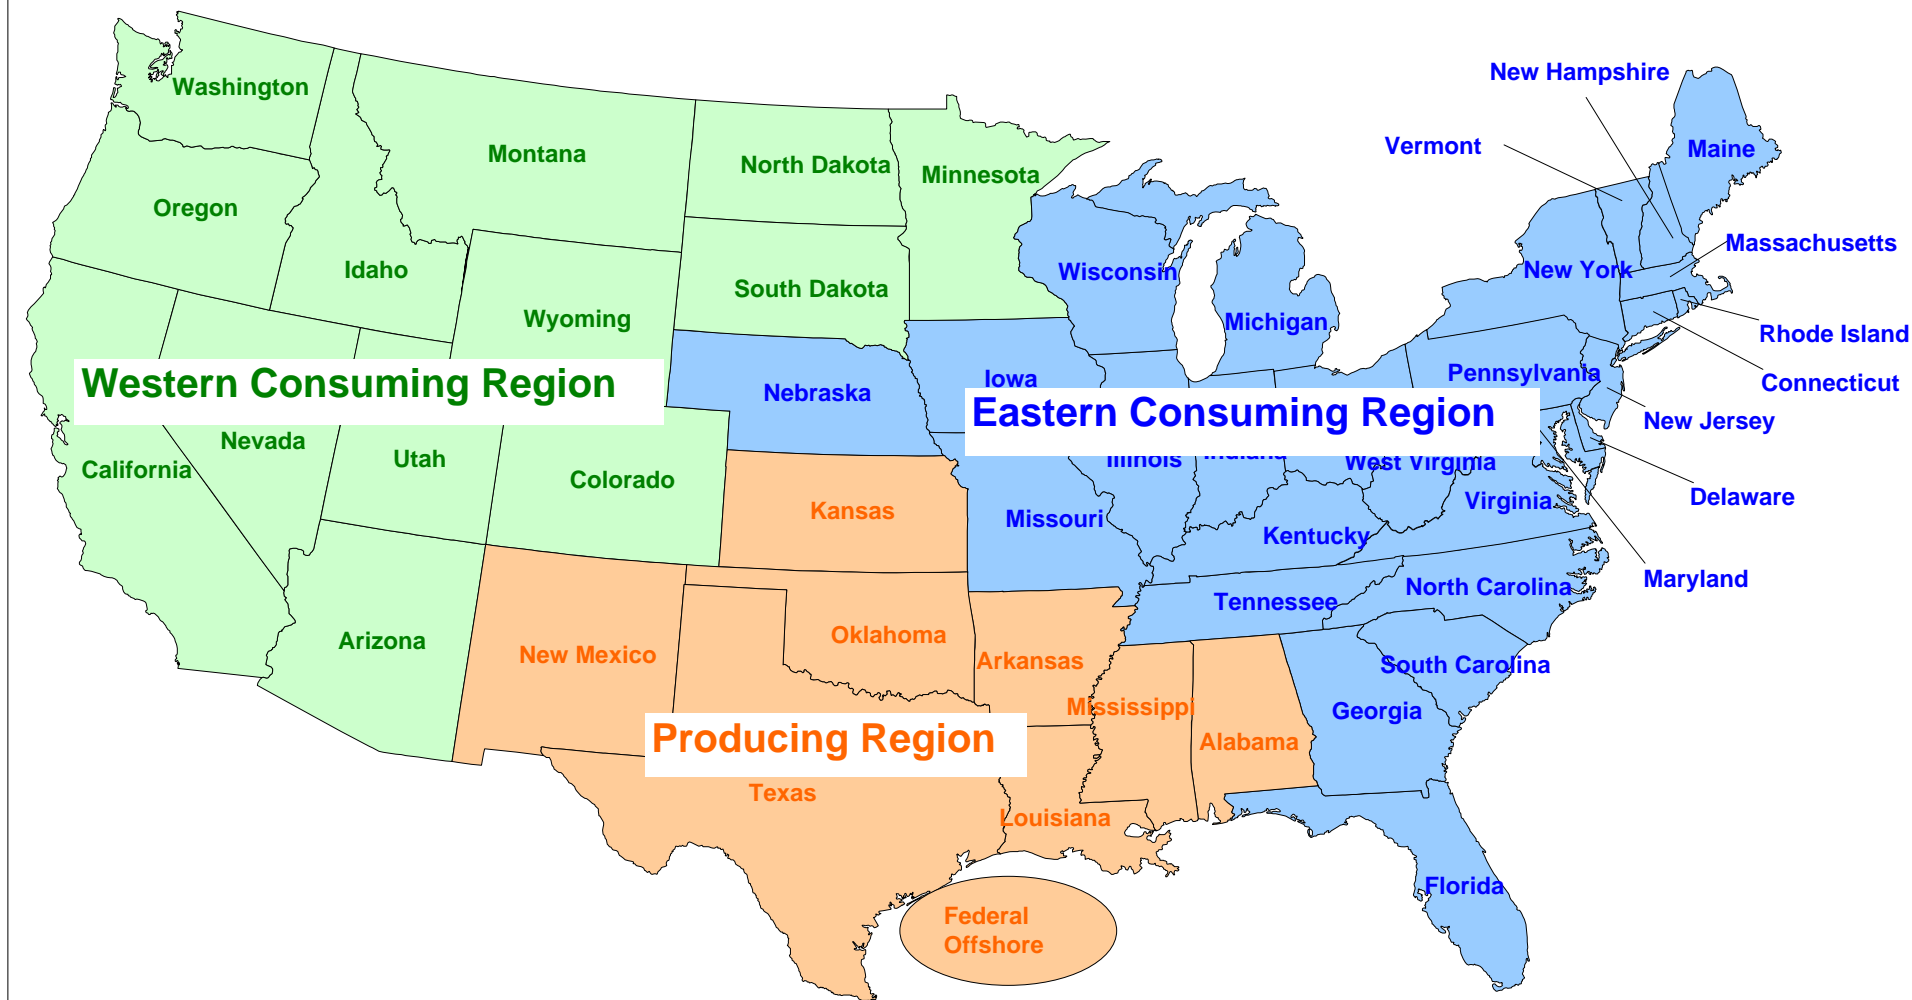 New Hampshire
Washington
Vermont
Maine
Montana
North Dakota
Minnesota
Oregon
Massachusetts
Idaho
Wisconsin
New York
South Dakota
Wyoming
Michigan
Rhode Island
Western Consuming Region
Nebraska
Iowa
Pennsylvania
Connecticut
Eastern Consuming Region
New Jersey
Nevada
California
Utah
Colorado
Illinois
Indiana
West Virginia
Delaware
Kansas
Missouri
Virginia
Kentucky
Maryland
North Carolina
Tennessee
Arizona
New Mexico
Oklahoma
Arkansas
South Carolina
Mississippi
Georgia
Producing Region
Alabama
Texas
Louisiana
Florida
Federal
Offshore